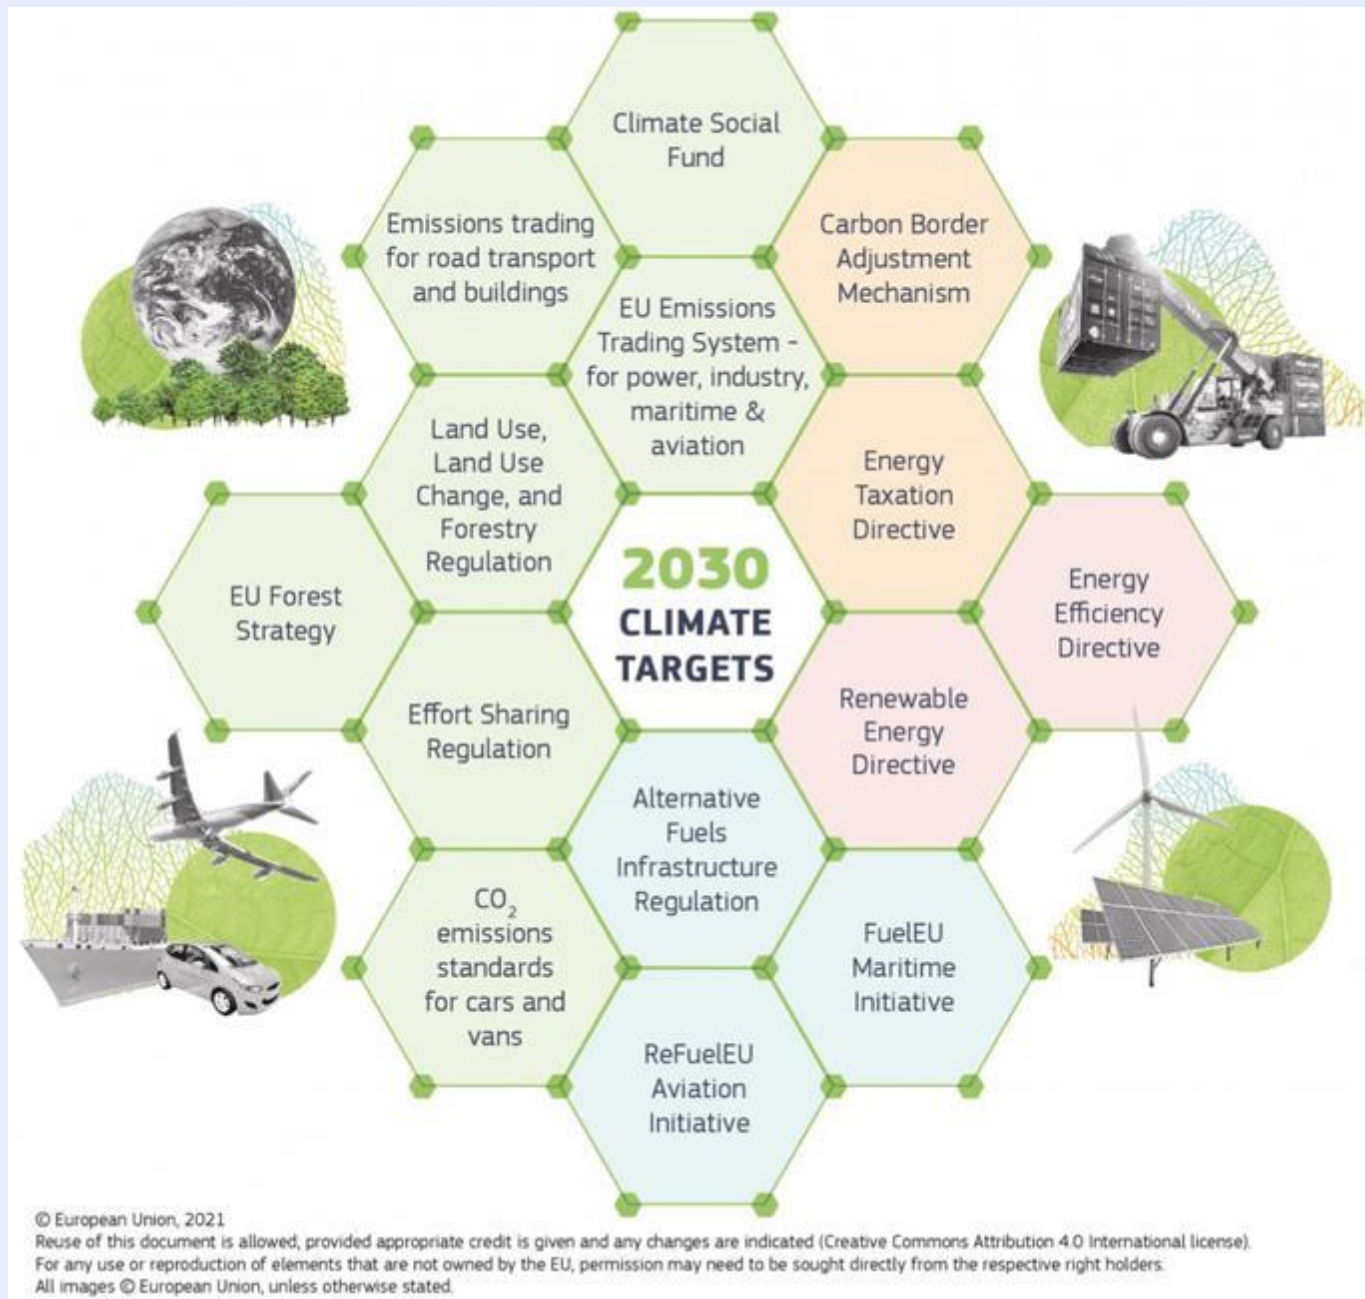 Climate Social
Fund
Emissions trading
for road transport
and buildings
Carbon Border
Adjustment
Mechanism
EU Emissions
Trading System -
for power, industry,
maritime &
aviation
Land Use,
Land Use
Change, and
Forestry
Regulation
Energy
Taxation
Directive
EU Forest
Strategy
2030
CLIMATE
TARGETS
Energy
Efficiency
Directive
Effort Sharing
Regulation
Renewable
Energy
Directive
Alternative
Fuels
Infrastructure
Regulation
CO₂
emissions
standards
for cars and
vans
FuelEU
Maritime
Initiative
ReFuelEU
Aviation
Initiative
© European Union, 2021
Reuse of this document is allowed, provided appropriate credit is given and any changes are indicated (Creative Commons Attribution 4.0 International license).
For any use or reproduction of elements that are not owned by the EU, permission may need to be sought directly from the respective right holders.
All images © European Union, unless otherwise stated.